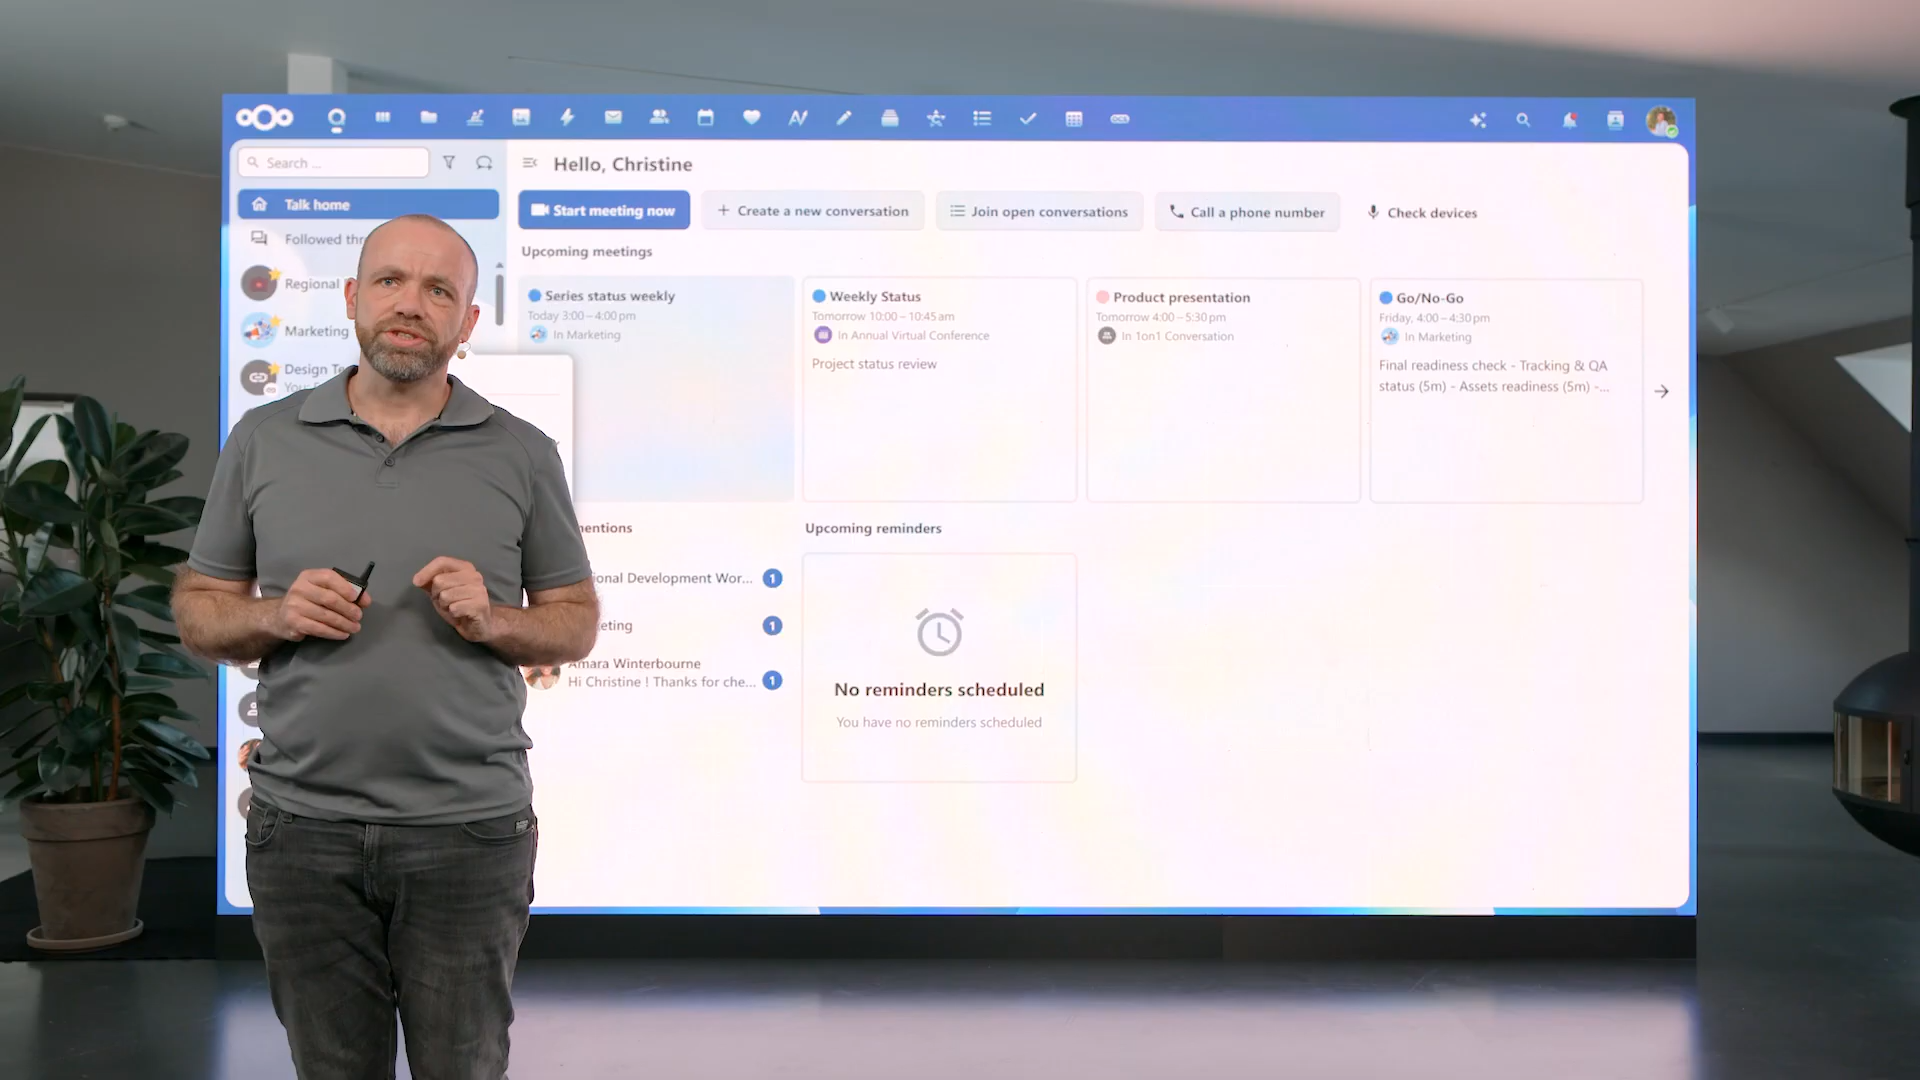 Search ...
Hello, Christine
Talk home
Start meeting now
Create a new conversation
Join open conversations
Call a phone number
Check devices
Followed
Upcoming meetings
Regional
Marketing
Design
You:
Series status weekly
Today 3:00 – 4:00 pm
In Marketing
Weekly Status
Tomorrow 10:00 – 10:45 am
In Annual Virtual Conference
Project status review
Product presentation
Tomorrow 4:00 – 5:30 pm
In 1on1 Conversation
Go/No-Go
Friday, 4:00 – 4:30 pm
In Marketing
Final readiness check - Tracking & QA
status (5m) - Assets readiness (5m) -...
Upcoming reminders
Development Wor...
1
1
Amara Winterbourne
Hi Christine ! Thanks for che...
1
No reminders scheduled
You have no reminders scheduled